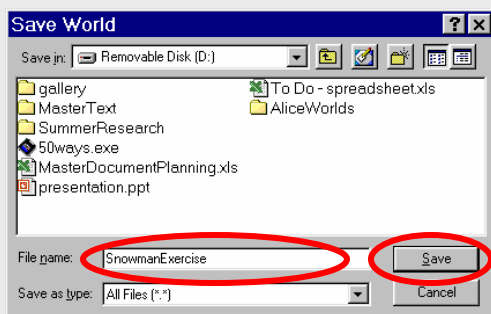 Save World
Save in: Removable Disk (D:)
gallery
MasterText
SummerResearch
50ways.exe
MasterDocumentPlanning.xls
presentation.ppt
To Do - spreadsheet.xls
AliceWorlds
File name: SnowmanExercise Save
Save as type: All Files (*.*) Cancel